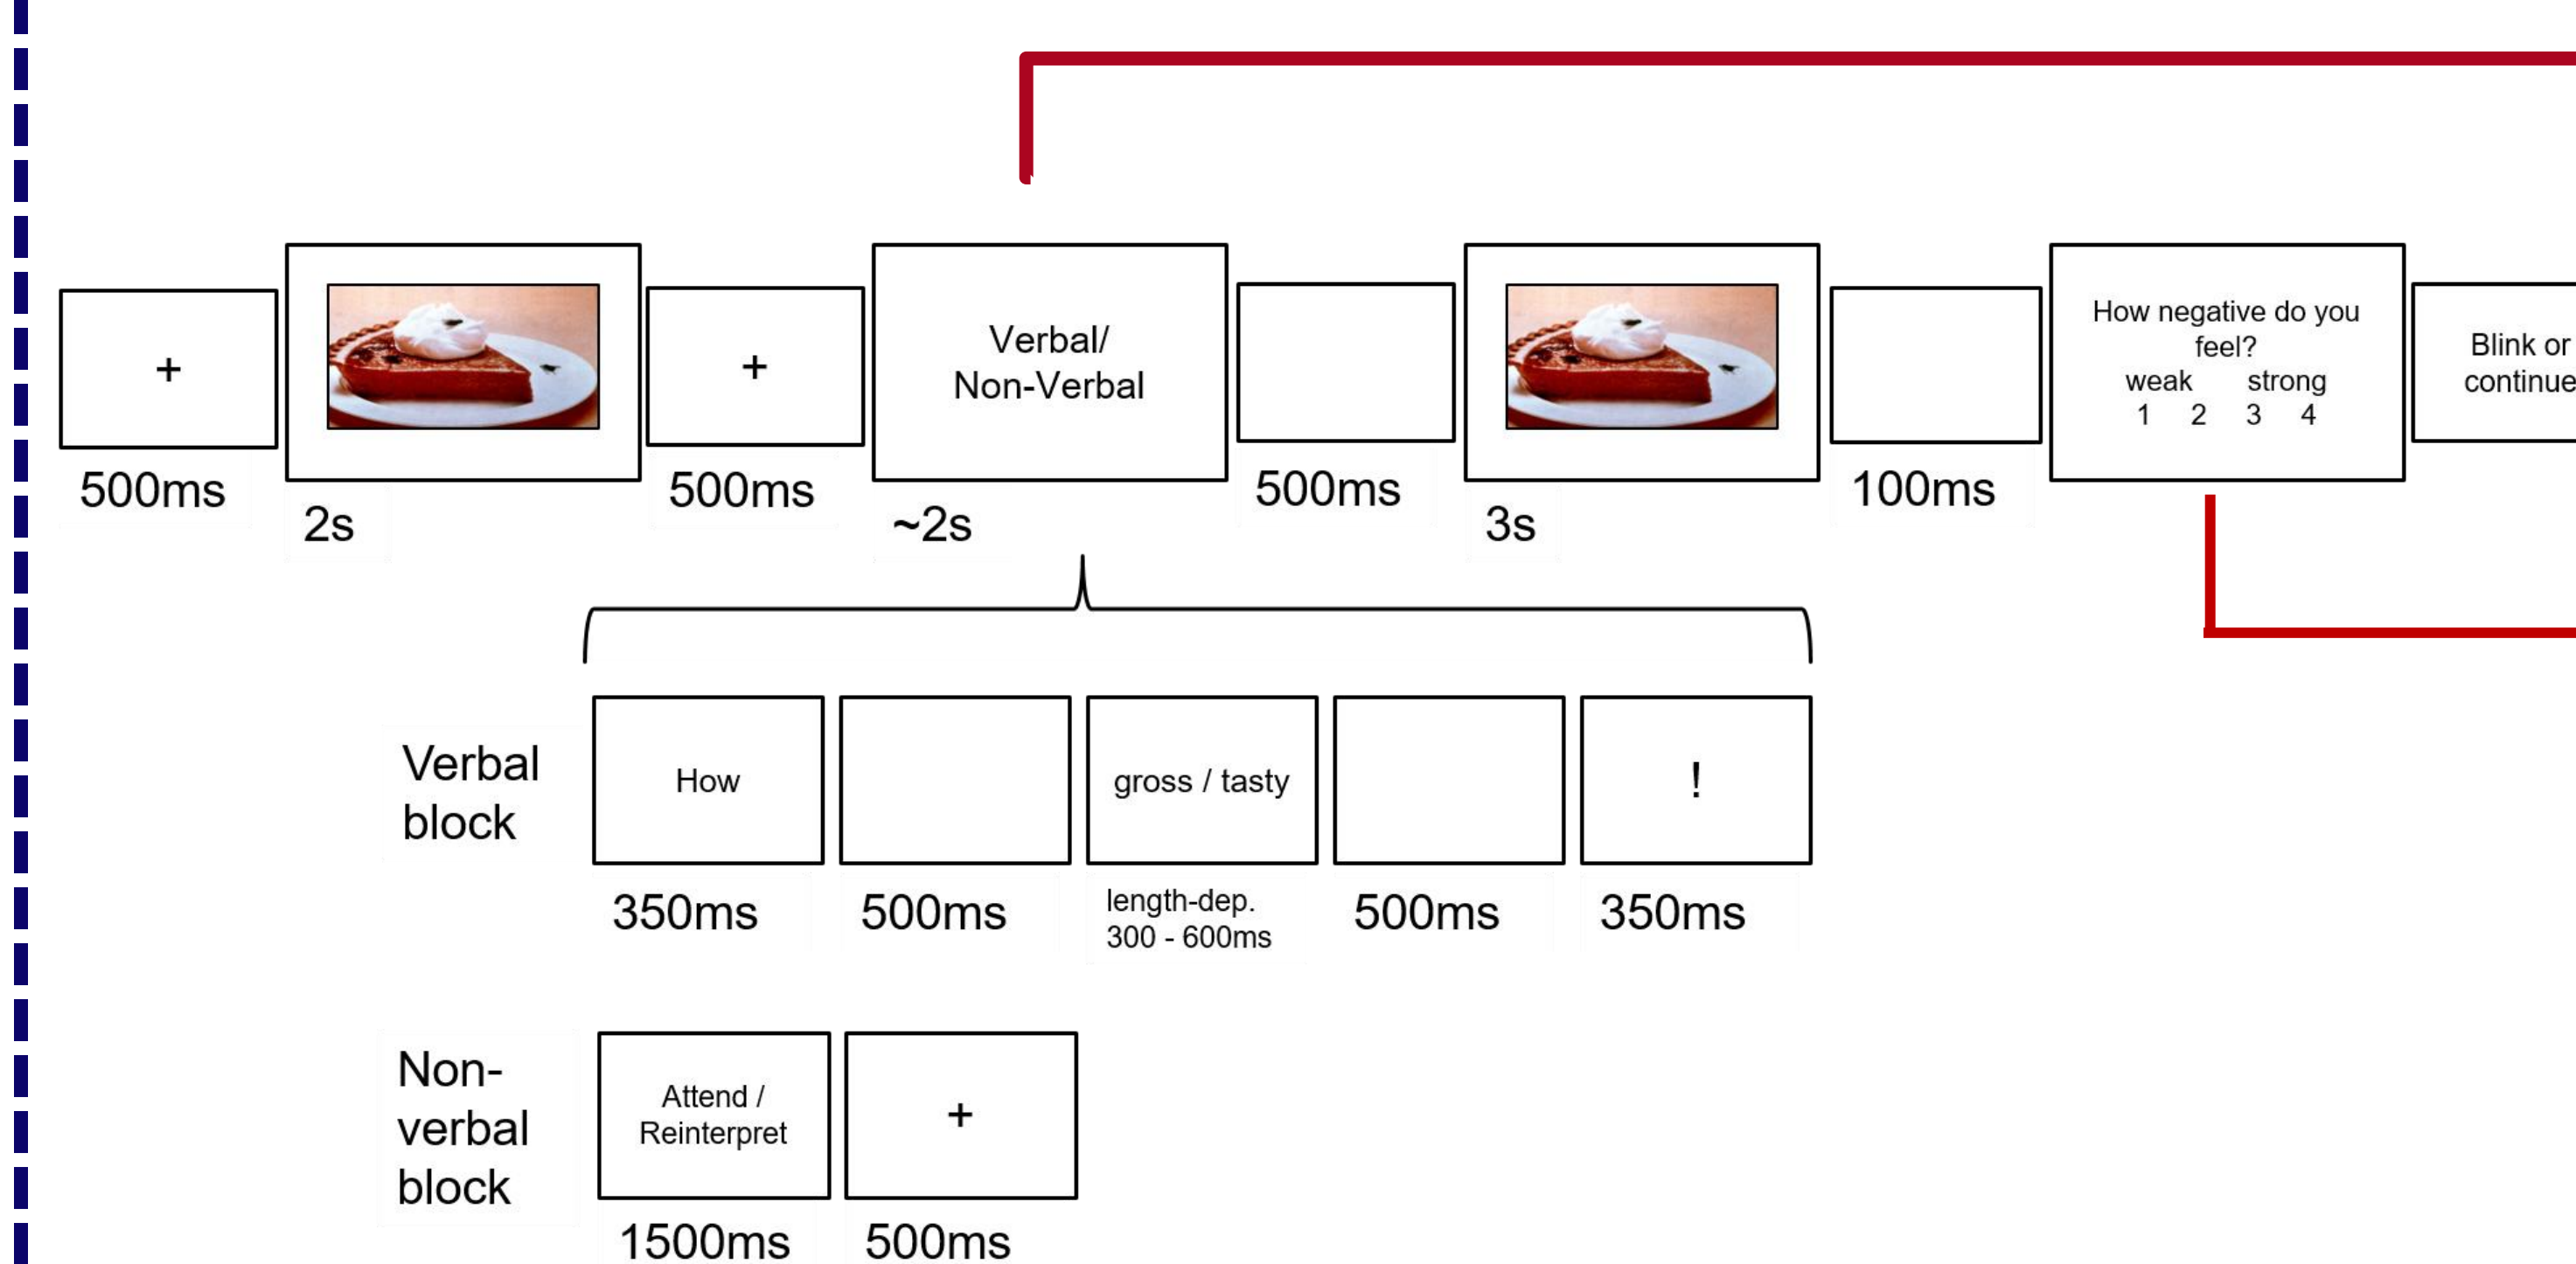 +
+
Verbal/
Non-Verbal
How negative do you
feel?
weak strong
1 2 3 4
Blink or
continue
500ms
2s
500ms
~2s
500ms
3s
100ms
Verbal
block
How
gross / tasty
!
350ms
500ms
length-dep.
300 - 600ms
500ms
350ms
Non-
verbal
block
Attend /
Reinterpret
+
1500ms
500ms